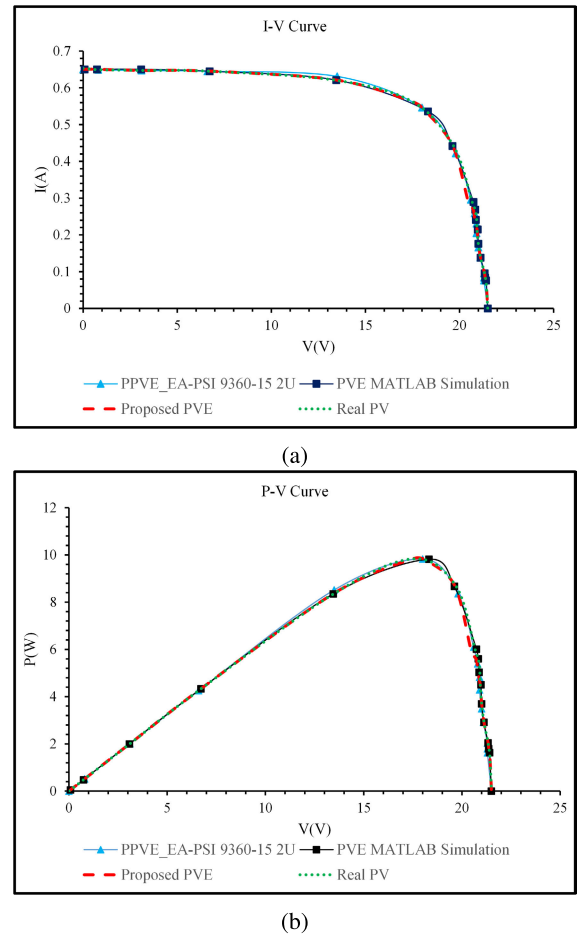 I-V Curve
0.7
0.6
0.5
0.4
0.3
0.2
0.1
0
I(A)
0 5 10 15 20 25
V(V)
PPVE_EA-PSI 9360-15 2U PVE MATLAB Simulation
Proposed PVE Real PV
(a)
P-V Curve
12
10
8
6
4
2
0
P(W)
0 5 10 15 20 25
V(V)
PPVE_EA-PSI 9360-15 2U PVE MATLAB Simulation
Proposed PVE Real PV
(b)